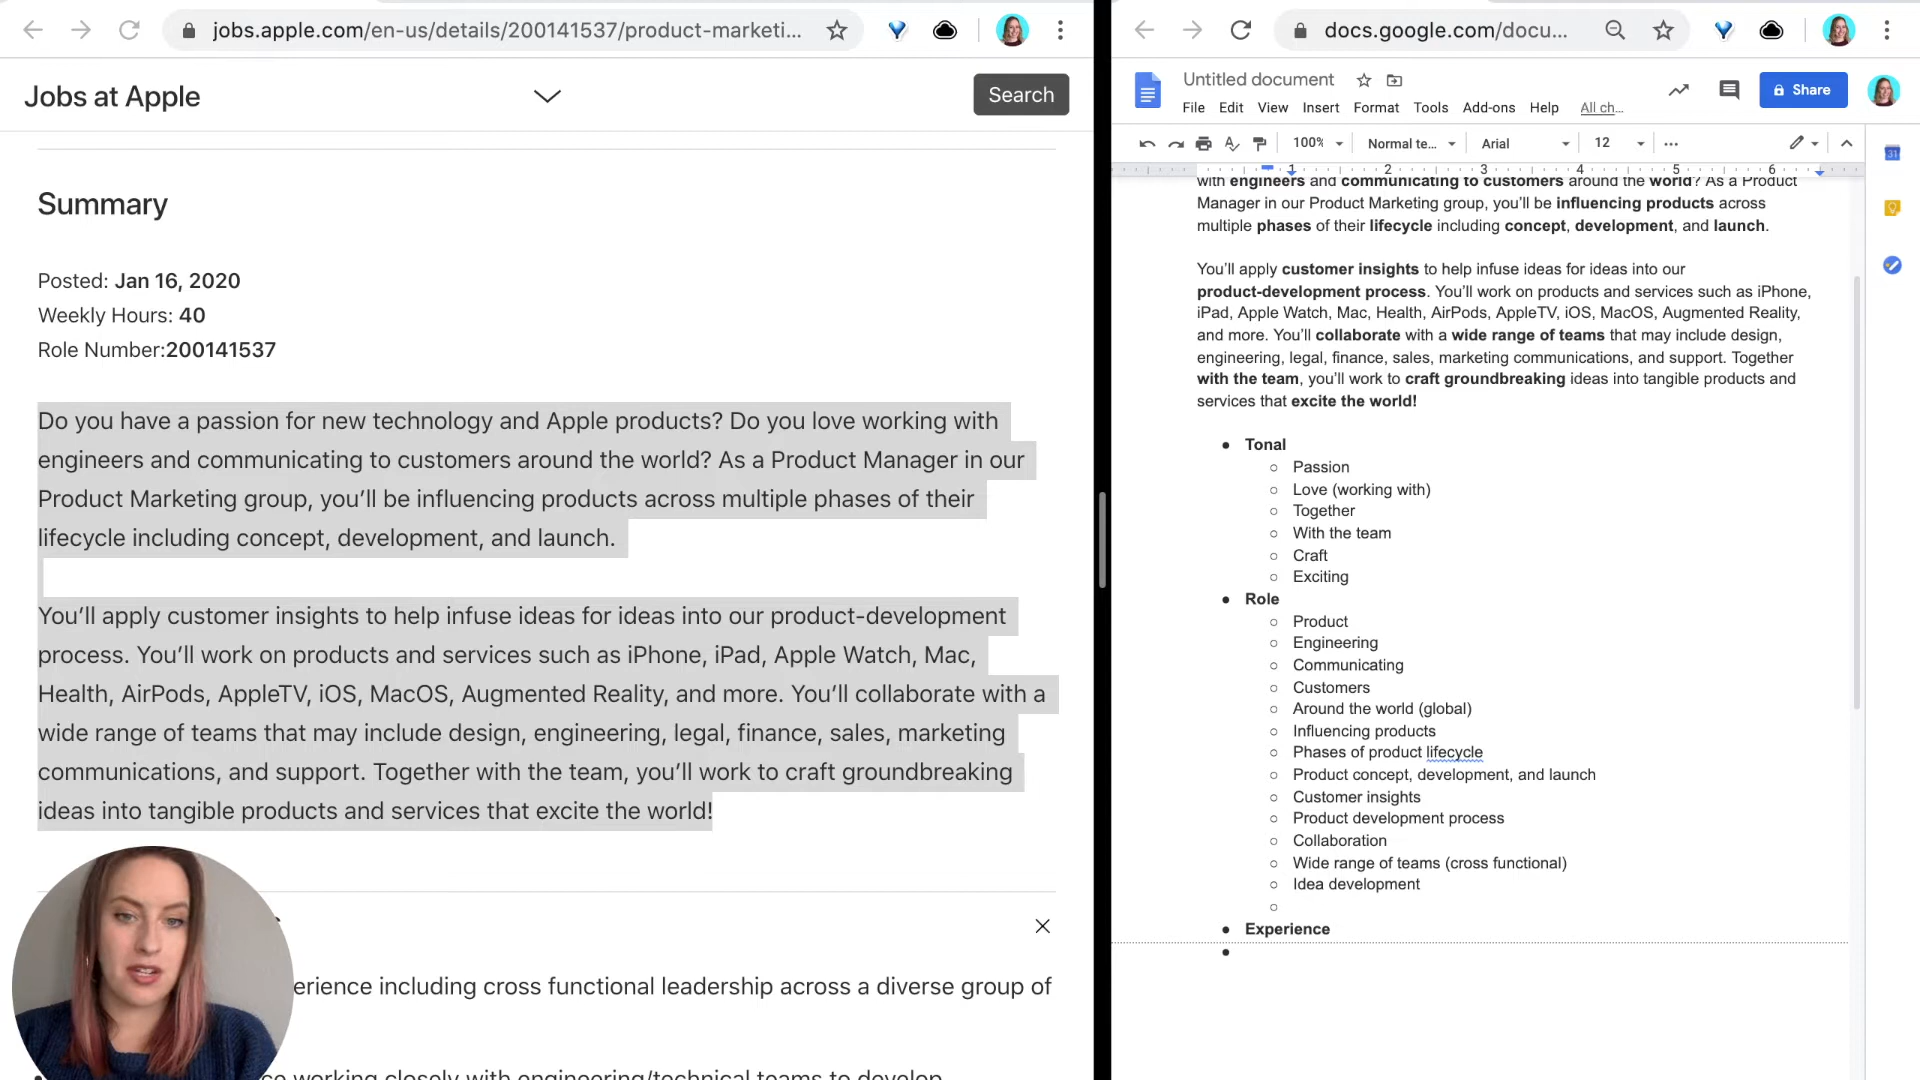 jobs.apple.com/en-us/details/200141537/product-marketi...
Jobs at Apple
Search
Summary
Posted: Jan 16, 2020
Weekly Hours: 40
Role Number:200141537
Do you have a passion for new technology and Apple products? Do you love working with
engineers and communicating to customers around the world? As a Product Manager in our
Product Marketing group, you’ll be influencing products across multiple phases of their
lifecycle including concept, development, and launch.
You’ll apply customer insights to help infuse ideas for ideas into our product-development
process. You’ll work on products and services such as iPhone, iPad, Apple Watch, Mac,
Health, AirPods, AppleTV, iOS, MacOS, Augmented Reality, and more. You’ll collaborate with a
wide range of teams that may include design, engineering, legal, finance, sales, marketing
communications, and support. Together with the team, you’ll work to craft groundbreaking
ideas into tangible products and services that excite the world!
including cross functional leadership across a diverse group of
working closely with engineering/technical teams to develop
docs.google.com/docu...
Untitled document
Share
File Edit View Insert Format Tools Add-ons Help All ch...
100% Normal te... Arial 12
1 2 3 4 5 6
31
with engineers and communicating to customers around the world? As a Product
Manager in our Product Marketing group, you’ll be influencing products across
multiple phases of their lifecycle including concept, development, and launch.
You’ll apply customer insights to help infuse ideas for ideas into our
product-development process. You’ll work on products and services such as iPhone,
iPad, Apple Watch, Mac, Health, AirPods, AppleTV, iOS, MacOS, Augmented Reality,
and more. You’ll collaborate with a wide range of teams that may include design,
engineering, legal, finance, sales, marketing communications, and support. Together
with the team, you’ll work to craft groundbreaking ideas into tangible products and
services that excite the world!
Tonal
Passion
Love (working with)
Together
With the team
Craft
Exciting
Role
Product
Engineering
Communicating
Customers
Around the world (global)
Influencing products
Phases of product lifecycle
Product concept, development, and launch
Customer insights
Product development process
Collaboration
Wide range of teams (cross functional)
Idea development
Experience